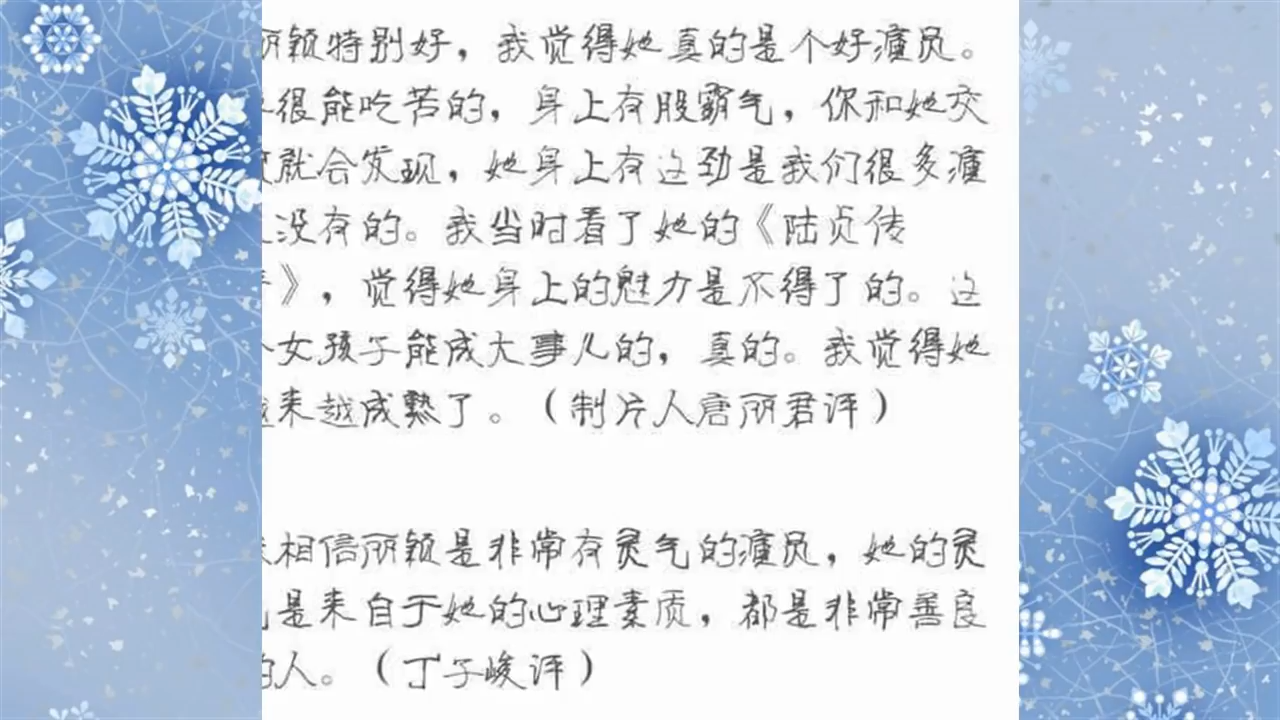 颖特别好，我觉得她真的是个好演员。
很能吃苦的，身上有股霸气，你和她交
就会发现，她身上有这劲是我们很多演
没有的。我当时看了她的《陆贞传
》，觉得她身上的魅力是不得了的。这
女孩子能成大事儿的，真的。我觉得她
来越成熟了。（制片人唐丽君评）
相信丽颖是非常有灵气的演员，她的灵
是来自于她的心理素质，都是非常善良
的人。（丁子峻评）